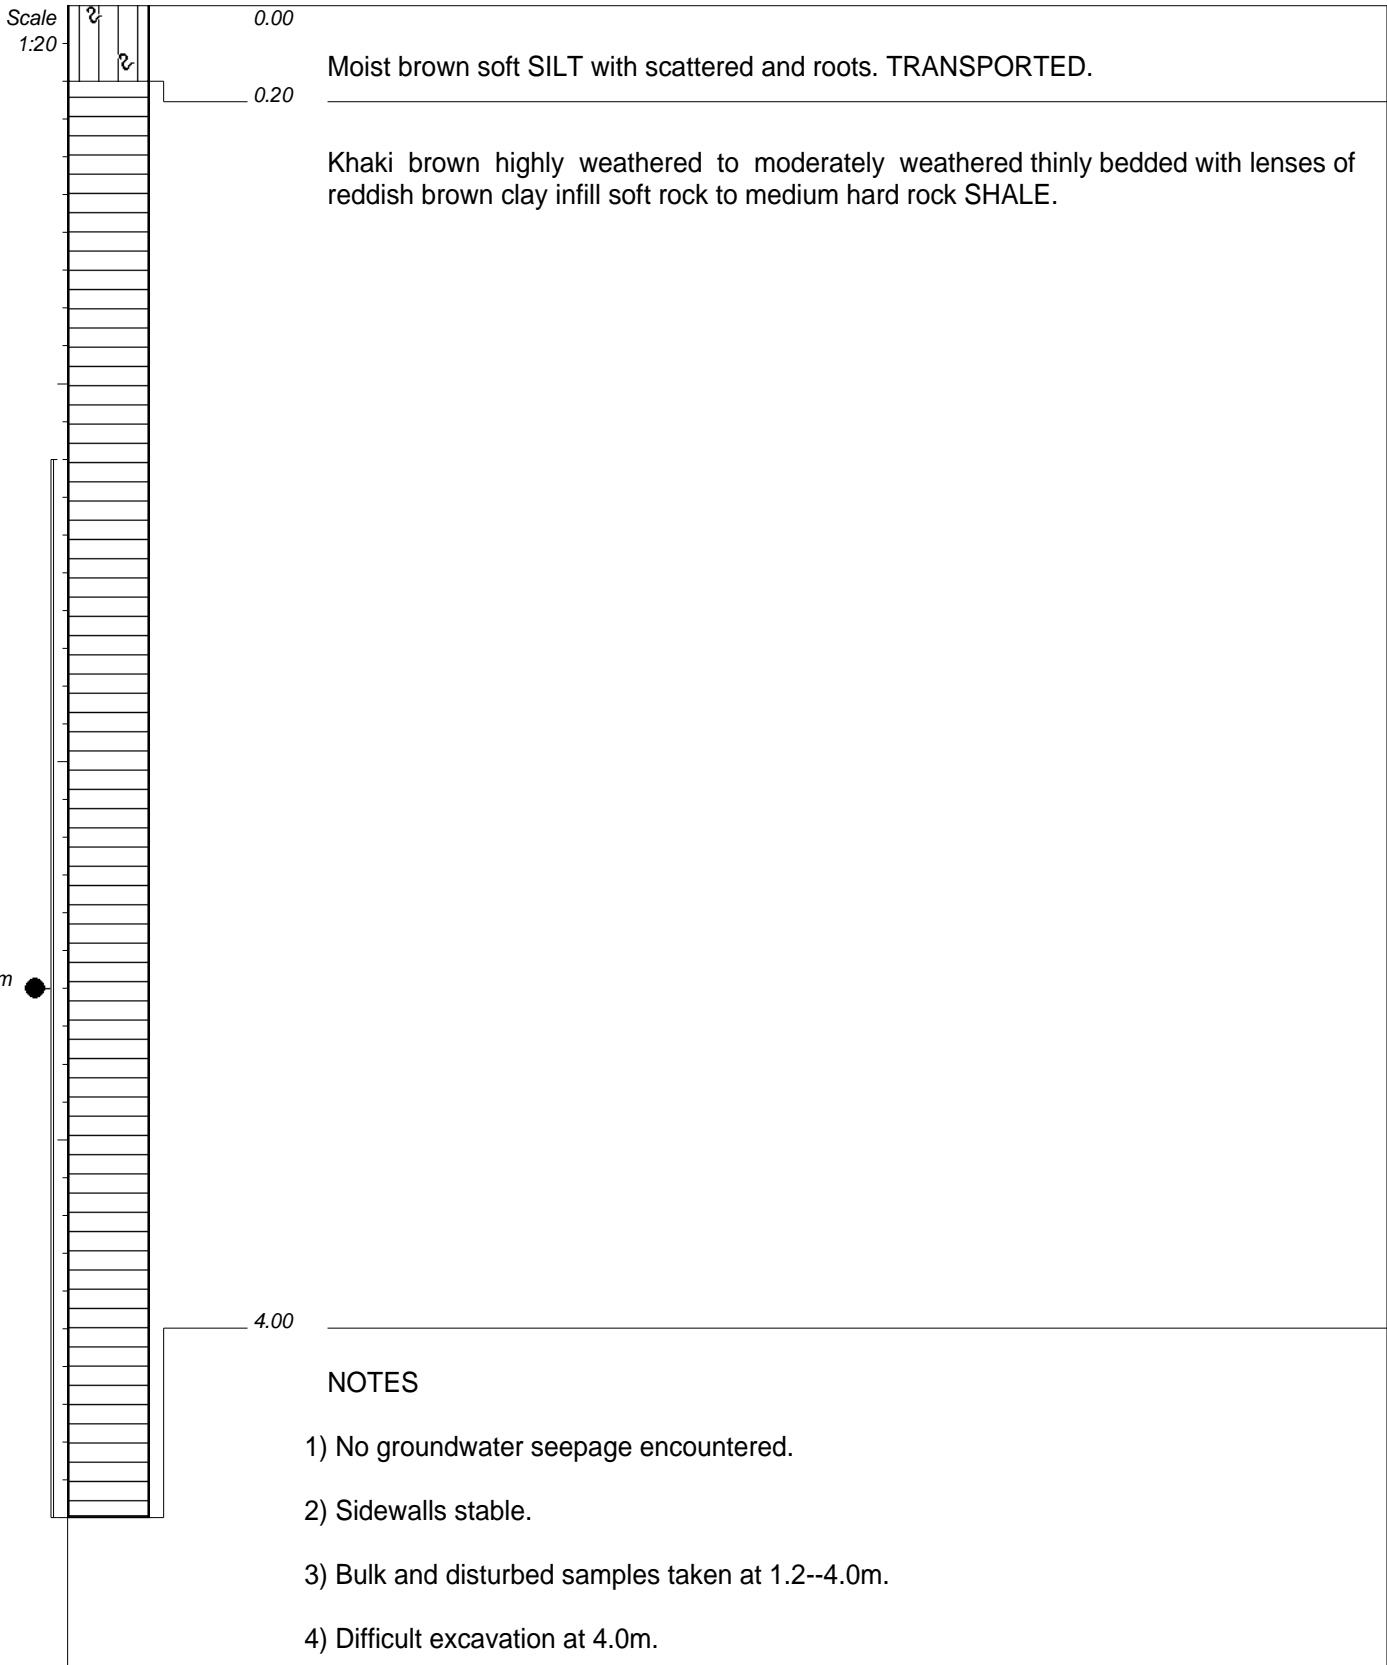 Scale
1:20
0.00
Moist brown soft SILT with scattered and roots. TRANSPORTED.
0.20
Khaki brown highly weathered to moderately weathered thinly bedded with lenses of
reddish brown clay infill soft rock to medium hard rock SHALE.
m
4.00
NOTES
1) No groundwater seepage encountered.
2) Sidewalls stable.
3) Bulk and disturbed samples taken at 1.2--4.0m.
4) Difficult excavation at 4.0m.